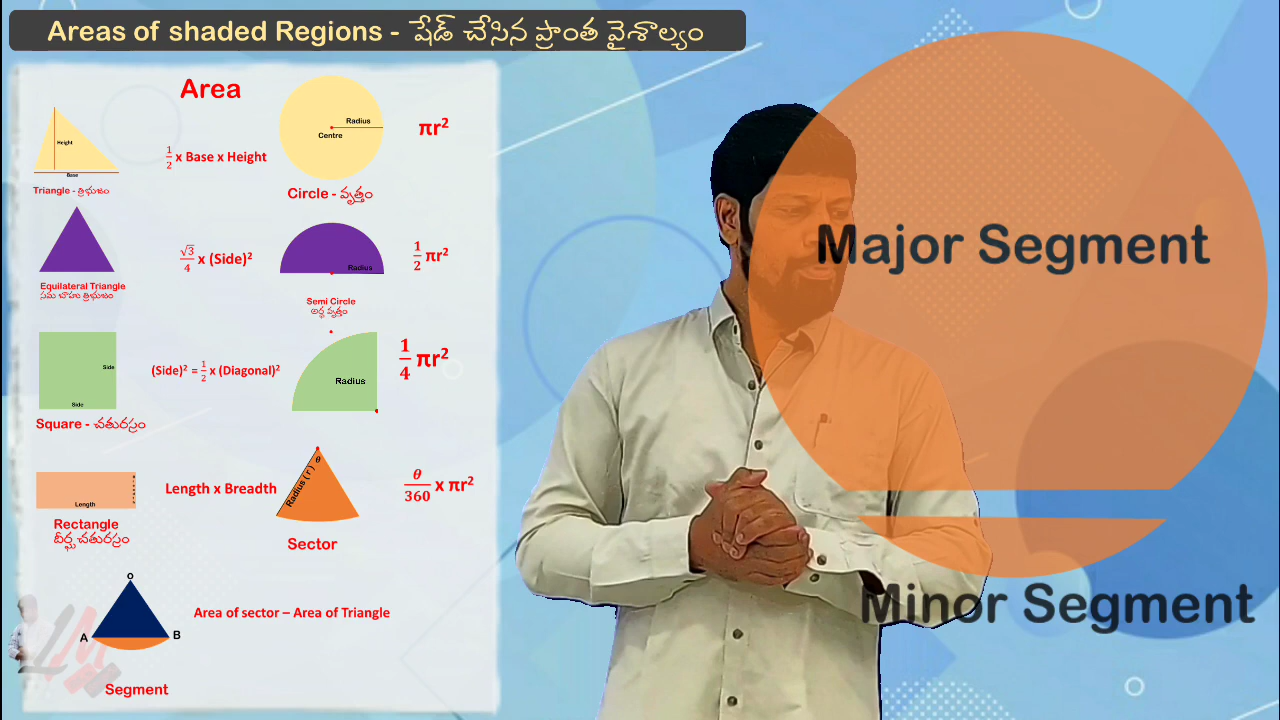 Areas of shaded Regions - షేడ్ చేసిన ప్రాంత వైశాల్యం
Area
Height
Base
Triangle - త్రిభుజం
1/2 x Base x Height
Radius
Centre
Circle - వృత్తం
πr²
Equilateral Triangle
సమ బాహు త్రిభుజం
√3/4 x (Side)²
Radius
Semi Circle
అర్ధ వృత్తం
1/2 πr²
Side
Side
Square - చతురస్రం
(Side)² = 1/2 x (Diagonal)²
Radius
1/4 πr²
Length
Rectangle
దీర్ఘ చతురస్రం
Length x Breadth
Radius (r) θ
Sector
θ/360 x πr²
O
A
B
Segment
Area of sector – Area of Triangle
Major Segment
Minor Segment